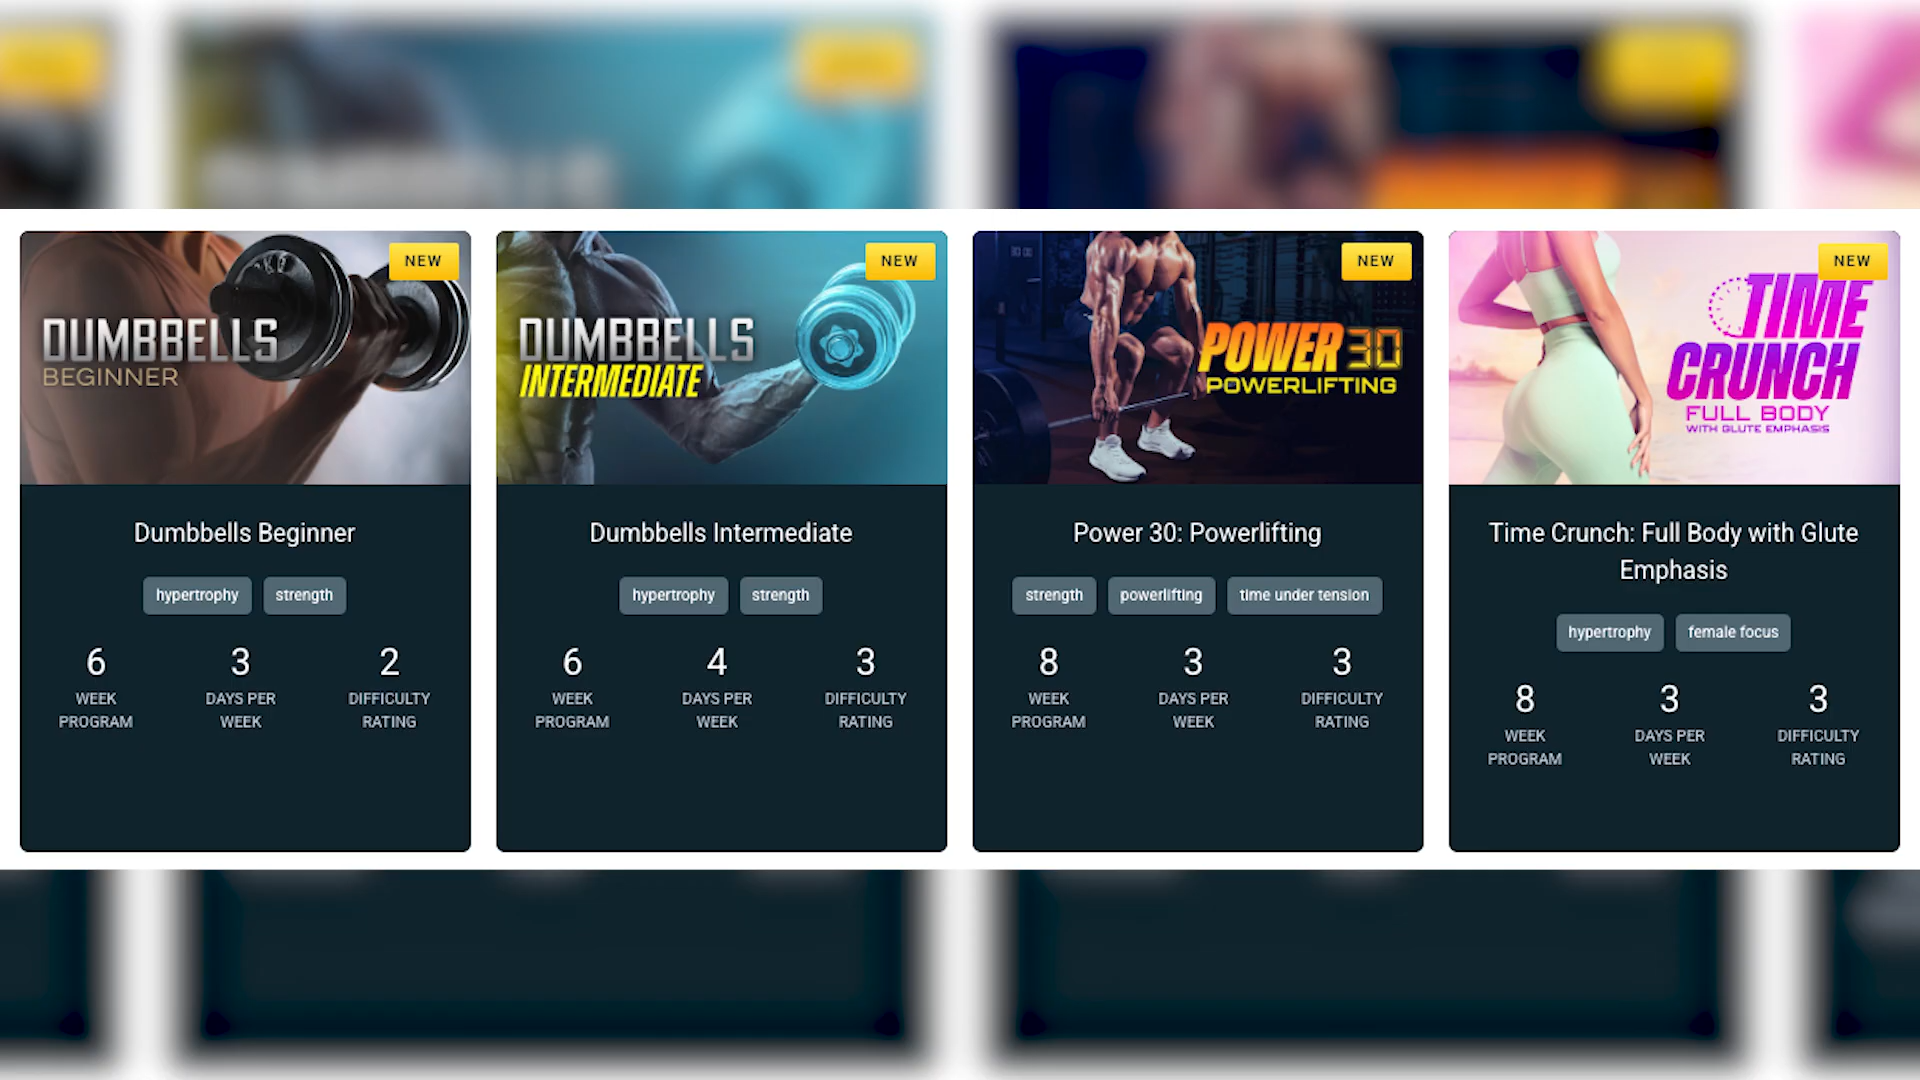 NEW
DUMBBELLS
BEGINNER
Dumbbells Beginner
hypertrophy strength
6 3 2
WEEK PROGRAM
DAYS PER WEEK
DIFFICULTY RATING
NEW
DUMBBELLS
INTERMEDIATE
Dumbbells Intermediate
hypertrophy strength
6 4 3
WEEK PROGRAM
DAYS PER WEEK
DIFFICULTY RATING
NEW
POWER 30
POWERLIFTING
Power 30: Powerlifting
strength powerlifting time under tension
8 3 3
WEEK PROGRAM
DAYS PER WEEK
DIFFICULTY RATING
NEW
TIME
CRUNCH
FULL BODY
WITH GLUTE EMPHASIS
Time Crunch: Full Body with Glute
Emphasis
hypertrophy female focus
8 3 3
WEEK PROGRAM
DAYS PER WEEK
DIFFICULTY RATING